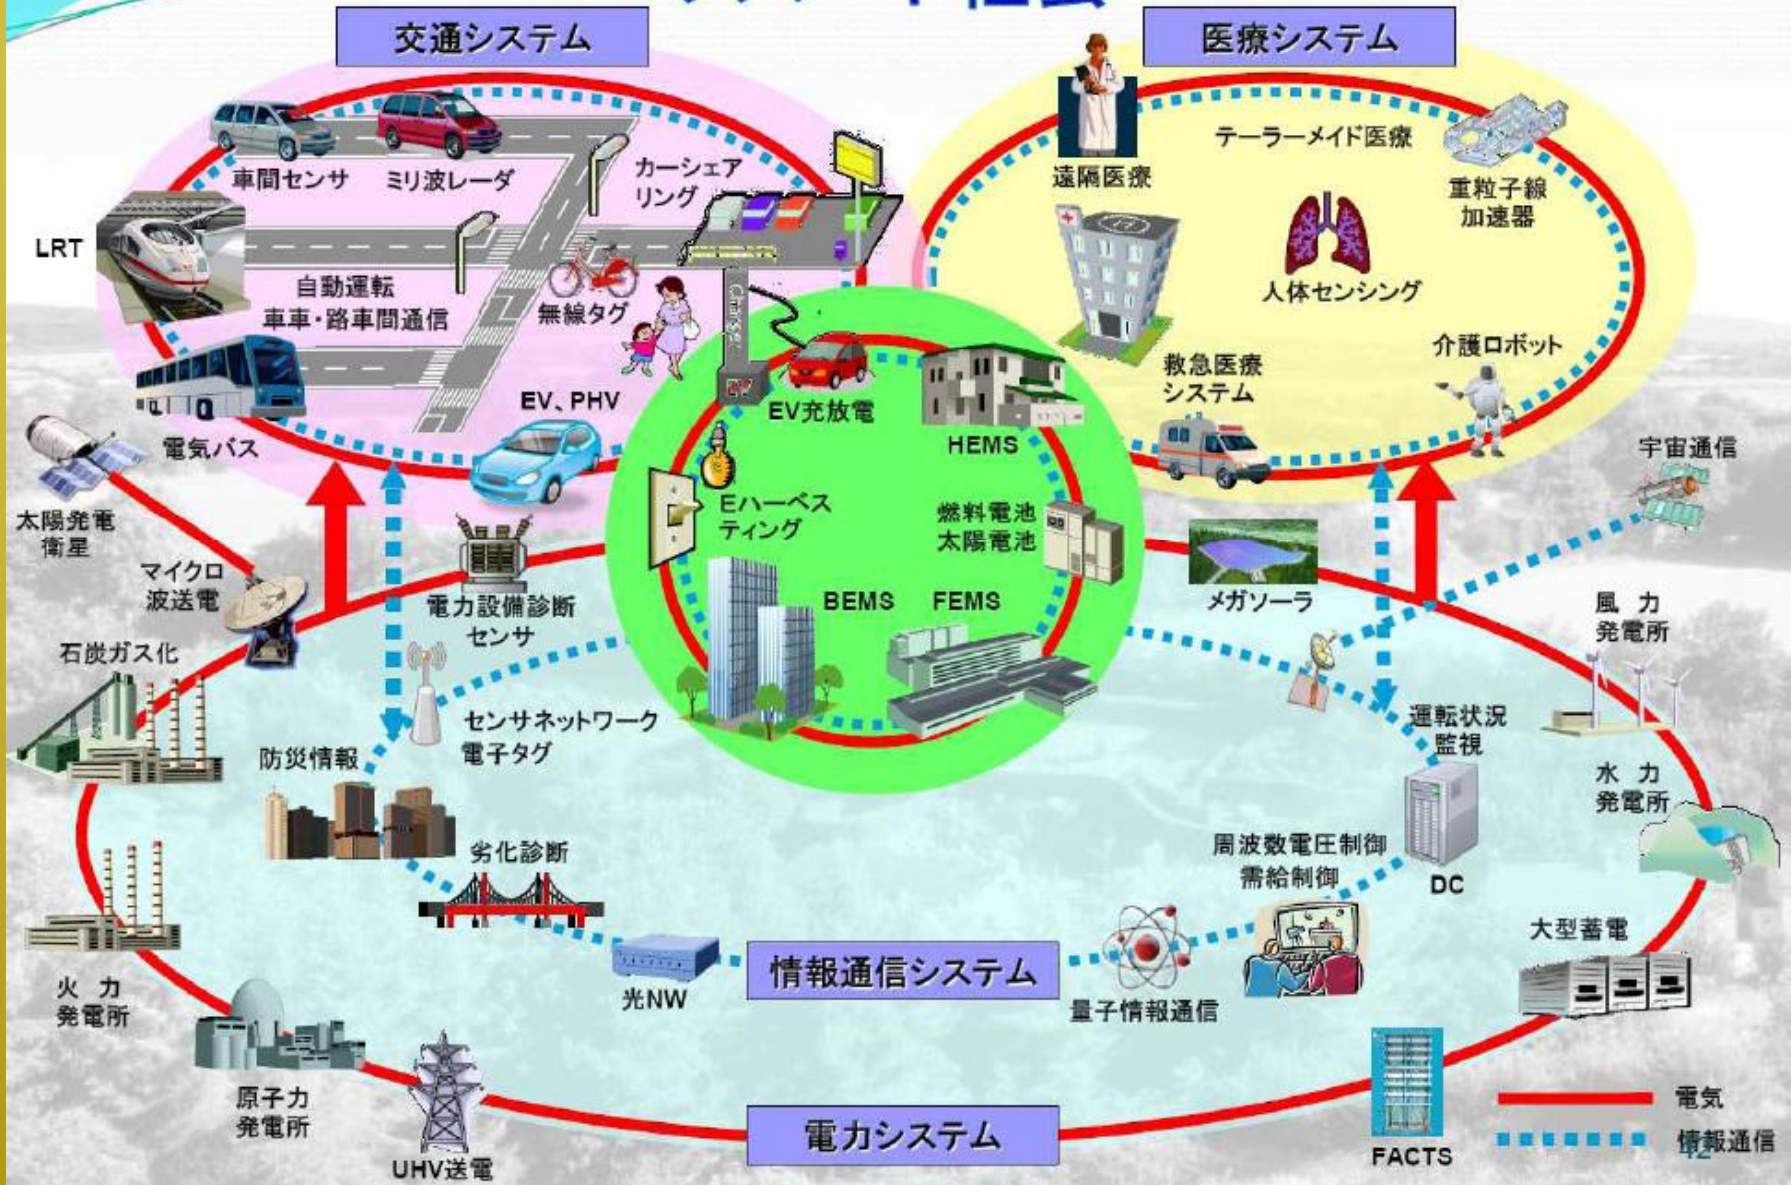 交通システム
医療システム
車間センサ
ミリ波レーダ
カーシェア
リング
LRT
自動運転
車車・路車間通信
無線タグ
Charger
EV
電気バス
EV、PHV
EV充放電
遠隔医療
テーラーメイド医療
重粒子線
加速器
人体センシング
救急医療
システム
介護ロボット
HEMS
Eハーベス
ティング
燃料電池
太陽電池
BEMS
FEMS
太陽発電
衛星
マイクロ
波送電
電力設備診断
センサ
メガソーラ
宇宙通信
風 力
発電所
石炭ガス化
センサネットワーク
電子タグ
防災情報
運転状況
監視
水 力
発電所
劣化診断
周波数電圧制御
需給制御
DC
火 力
発電所
光NW
情報通信システム
量子情報通信
大型蓄電
原子力
発電所
UHV送電
電力システム
FACTS
電気
情報通信
42